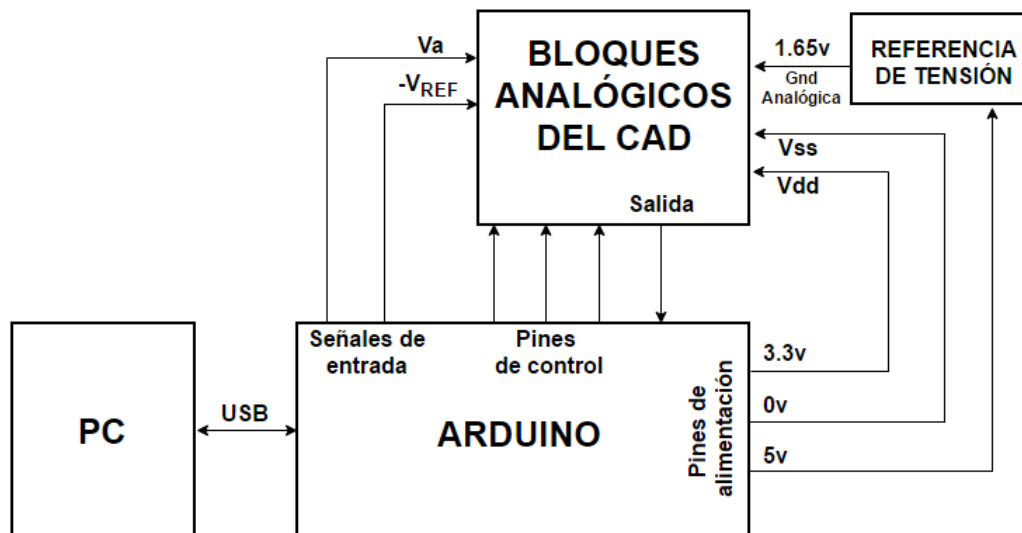 Va
-VREF
BLOQUES
ANALÓGICOS
DEL CAD
Salida
1.65v
Gnd
Analógica
REFERENCIA
DE TENSIÓN
Vss
Vdd
Señales de
entrada
Pines
de control
Pines de
alimentación
3.3v
0v
5v
PC
USB
ARDUINO